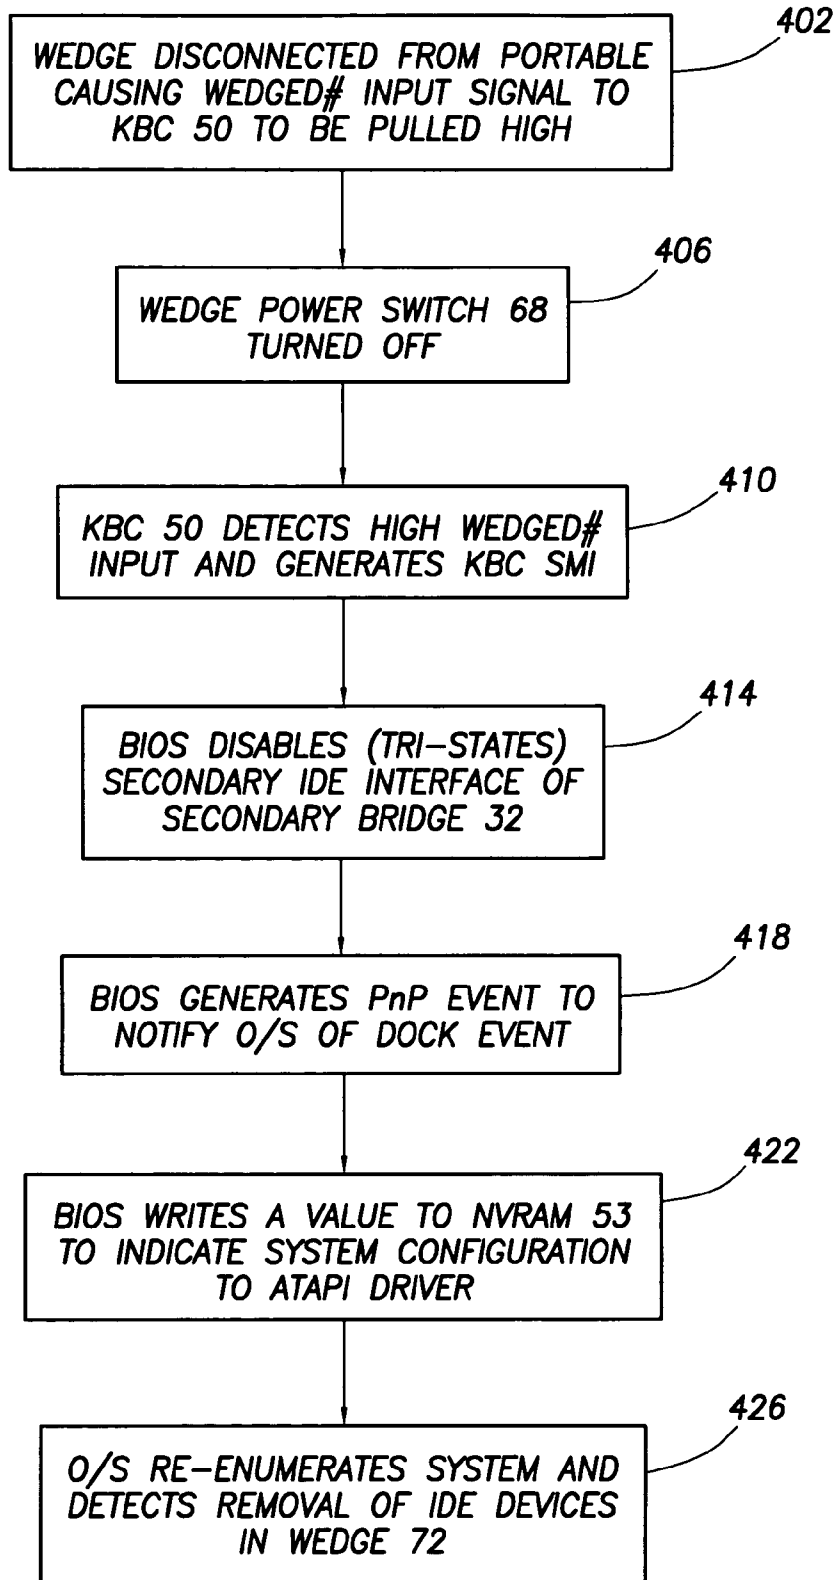 402
WEDGE DISCONNECTED FROM PORTABLE
CAUSING WEDGED# INPUT SIGNAL TO
KBC 50 TO BE PULLED HIGH
406
WEDGE POWER SWITCH 68
TURNED OFF
410
KBC 50 DETECTS HIGH WEDGED#
INPUT AND GENERATES KBC SMI
414
BIOS DISABLES (TRI-STATES)
SECONDARY IDE INTERFACE OF
SECONDARY BRIDGE 32
418
BIOS GENERATES PnP EVENT TO
NOTIFY O/S OF DOCK EVENT
422
BIOS WRITES A VALUE TO NVRAM 53
TO INDICATE SYSTEM CONFIGURATION
TO ATAPI DRIVER
426
O/S RE-ENUMERATES SYSTEM AND
DETECTS REMOVAL OF IDE DEVICES
IN WEDGE 72